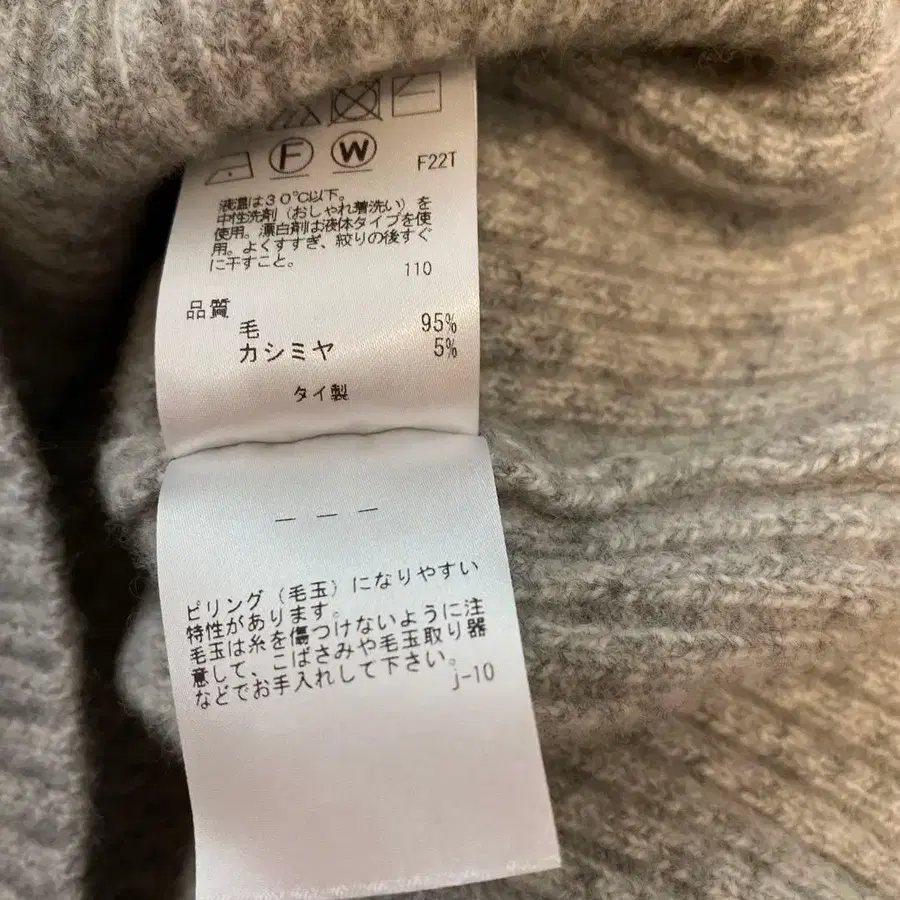 F W F22T
液温は30℃以下。
中性洗剤（おしゃれ着洗い）を
使用。漂白剤は液体タイプを使
用。よくすすぎ、絞りの後すぐ
に干すこと。
110
品質
毛 95%
カシミヤ 5%
タイ製
― ― ―
ピリング（毛玉）になりやすい
特性があります。
毛玉は糸を傷つけないように注
意して、こばさみや毛玉取り器
などでお手入れして下さい。
j-10